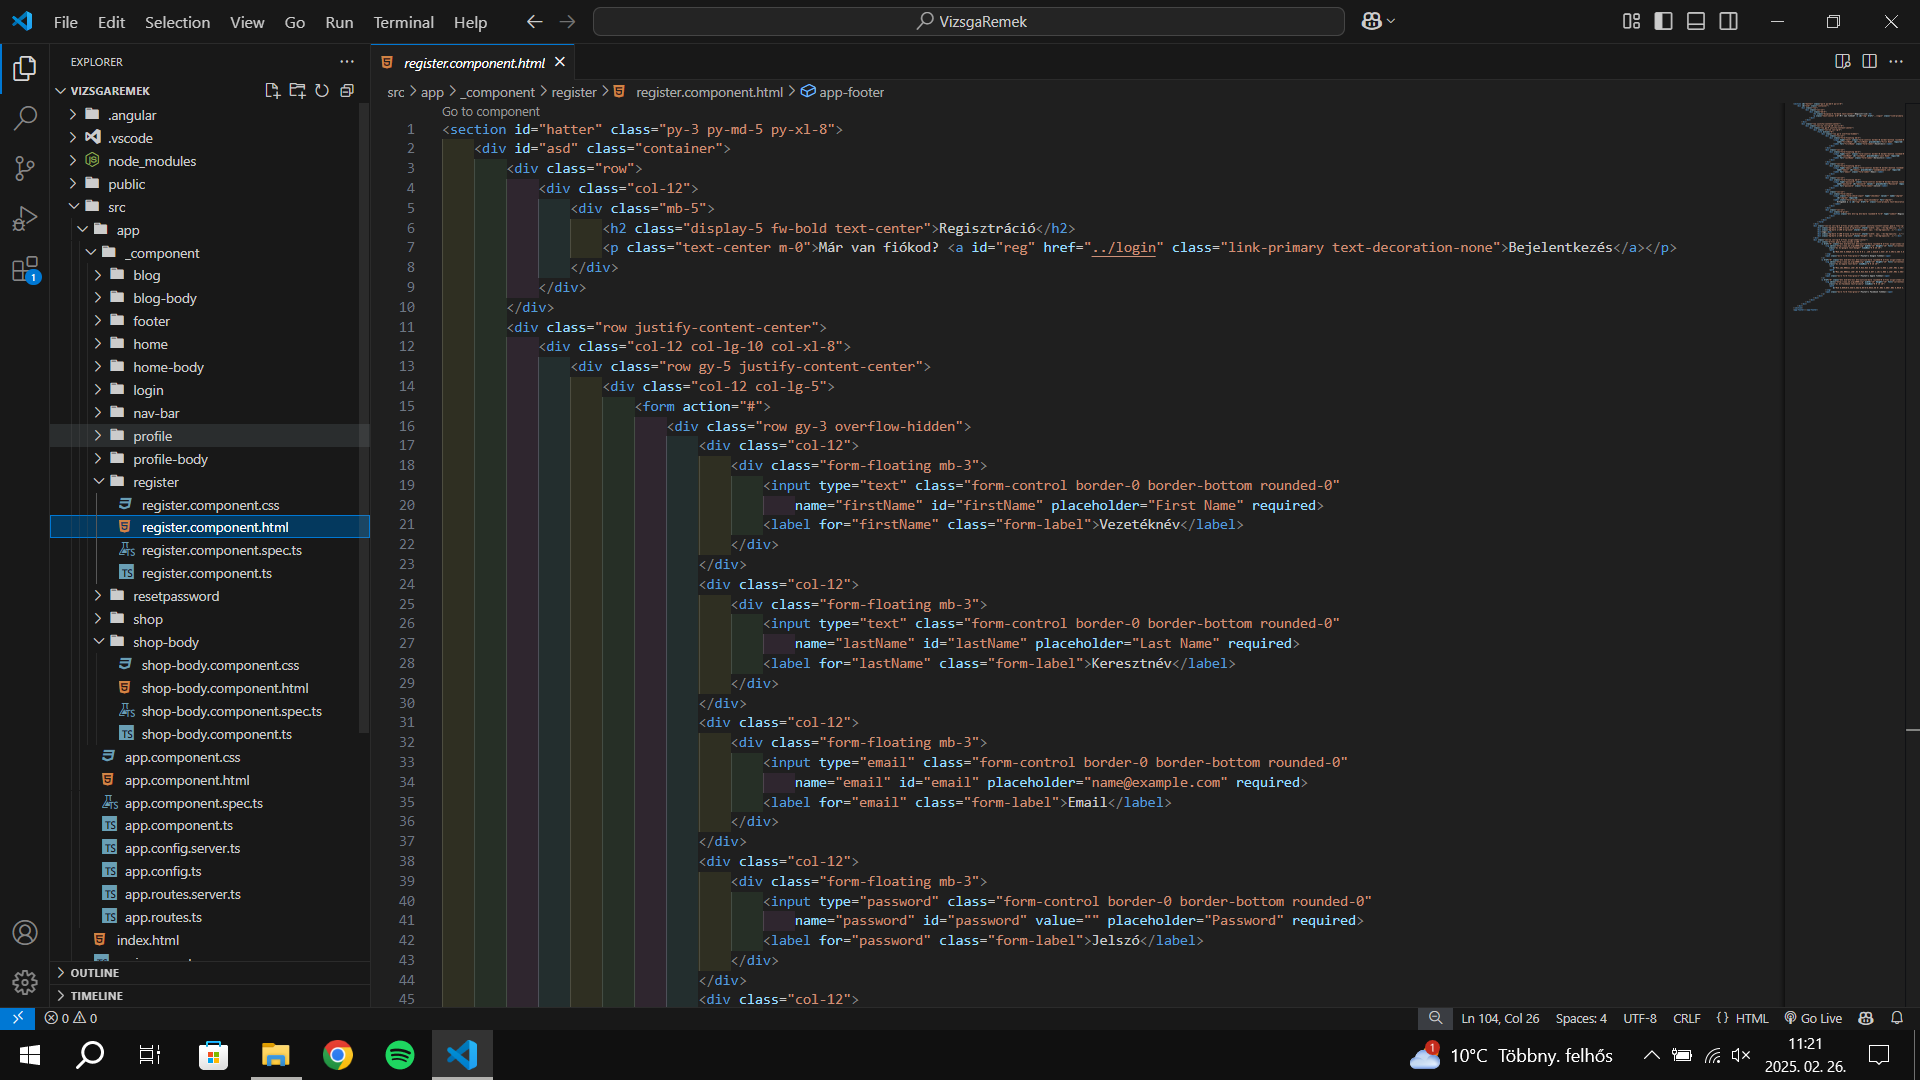 File Edit Selection View Go Run Terminal Help
VizsgaRemek
EXPLORER
VIZSGAREMEK
.angular
.vscode
node_modules
public
src
app
_component
blog
blog-body
footer
home
home-body
login
nav-bar
profile
profile-body
register
register.component.css
register.component.html
register.component.spec.ts
register.component.ts
resetpassword
shop
shop-body
shop-body.component.css
shop-body.component.html
shop-body.component.spec.ts
shop-body.component.ts
app.component.css
app.component.html
app.component.spec.ts
app.component.ts
app.config.server.ts
app.config.ts
app.routes.server.ts
app.routes.ts
index.html
OUTLINE
TIMELINE
register.component.html
src > app > _component > register > register.component.html > app-footer
Go to component
1 <section id="hatter" class="py-3 py-md-5 py-xl-8">
2 <div id="asd" class="container">
3 <div class="row">
4 <div class="col-12">
5 <div class="mb-5">
6 <h2 class="display-5 fw-bold text-center">Regisztráció</h2>
7 <p class="text-center m-0">Már van fiókod? <a id="reg" href="../login" class="link-primary text-decoration-none">Bejelentkezés</a></p>
8 </div>
9 </div>
10 </div>
11 <div class="row justify-content-center">
12 <div class="col-12 col-lg-10 col-xl-8">
13 <div class="row gy-5 justify-content-center">
14 <div class="col-12 col-lg-5">
15 <form action="#">
16 <div class="row gy-3 overflow-hidden">
17 <div class="col-12">
18 <div class="form-floating mb-3">
19 <input type="text" class="form-control border-0 border-bottom rounded-0"
20 name="firstName" id="firstName" placeholder="First Name" required>
21 <label for="firstName" class="form-label">Vezetéknév</label>
22 </div>
23 </div>
24 <div class="col-12">
25 <div class="form-floating mb-3">
26 <input type="text" class="form-control border-0 border-bottom rounded-0"
27 name="lastName" id="lastName" placeholder="Last Name" required>
28 <label for="lastName" class="form-label">Keresztnév</label>
29 </div>
30 </div>
31 <div class="col-12">
32 <div class="form-floating mb-3">
33 <input type="email" class="form-control border-0 border-bottom rounded-0"
34 name="email" id="email" placeholder="name@example.com" required>
35 <label for="email" class="form-label">Email</label>
36 </div>
37 </div>
38 <div class="col-12">
39 <div class="form-floating mb-3">
40 <input type="password" class="form-control border-0 border-bottom rounded-0"
41 name="password" id="password" value="" placeholder="Password" required>
42 <label for="password" class="form-label">Jelszó</label>
43 </div>
44 </div>
45 <div class="col-12">
0 0
Ln 104, Col 26 Spaces: 4 UTF-8 CRLF {} HTML Go Live
1
10°C Többny. felhős
11:21
2025. 02. 26.